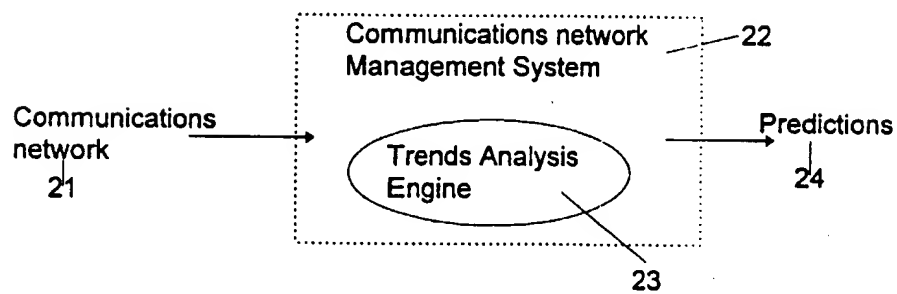 Communications network
Management System
22
Communications
network
21
Trends Analysis
Engine
Predictions
24
23